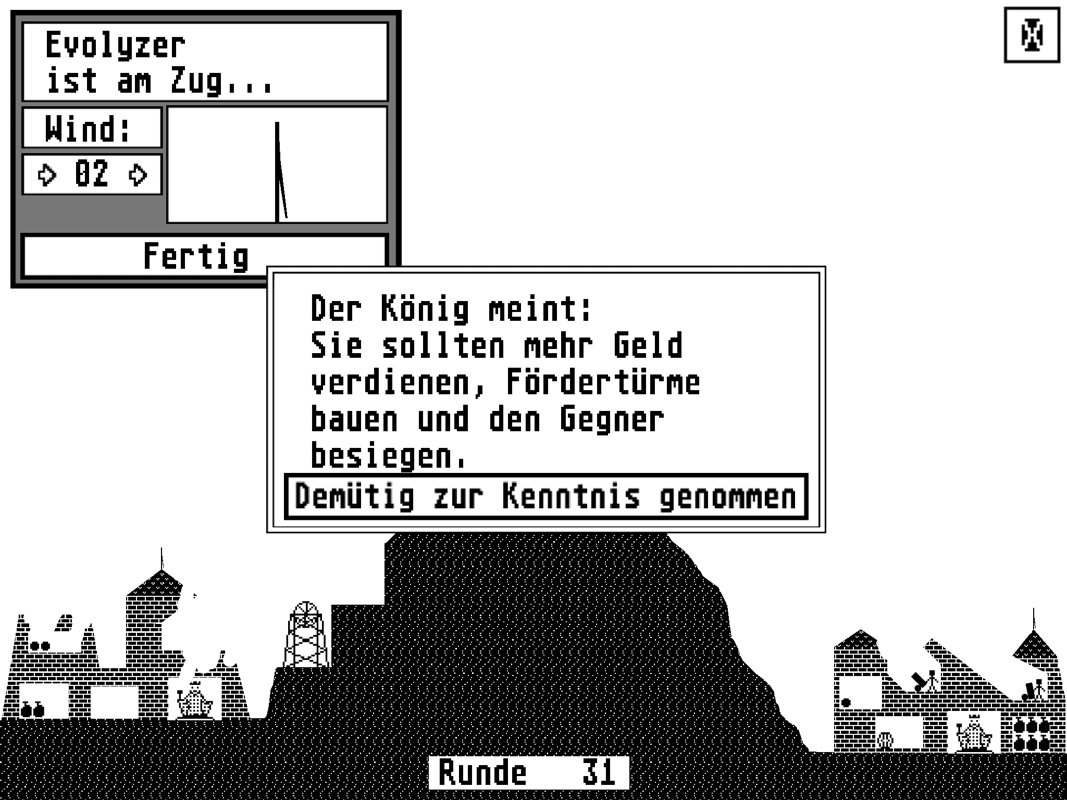 Evolyzer
ist am Zug...
Wind:
02
Fertig
Der König meint:
Sie sollten mehr Geld
verdienen, Fördertürme
bauen und den Gegner
besiegen.
Demütig zur Kenntnis genommen
Runde 31